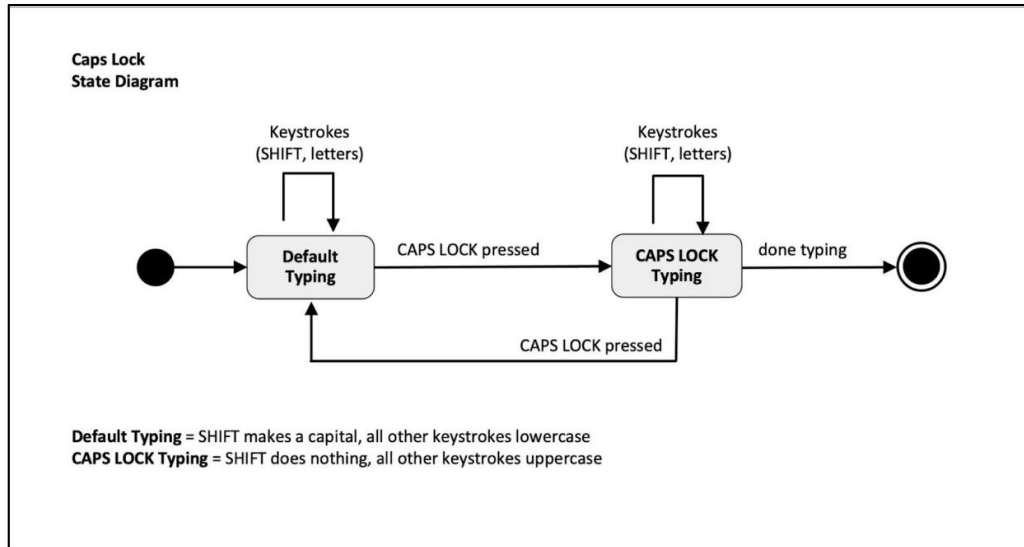 Caps Lock
State Diagram
Keystrokes
(SHIFT, letters)
Keystrokes
(SHIFT, letters)
Default
Typing
CAPS LOCK pressed
CAPS LOCK
Typing
done typing
CAPS LOCK pressed
Default Typing = SHIFT makes a capital, all other keystrokes lowercase
CAPS LOCK Typing = SHIFT does nothing, all other keystrokes uppercase